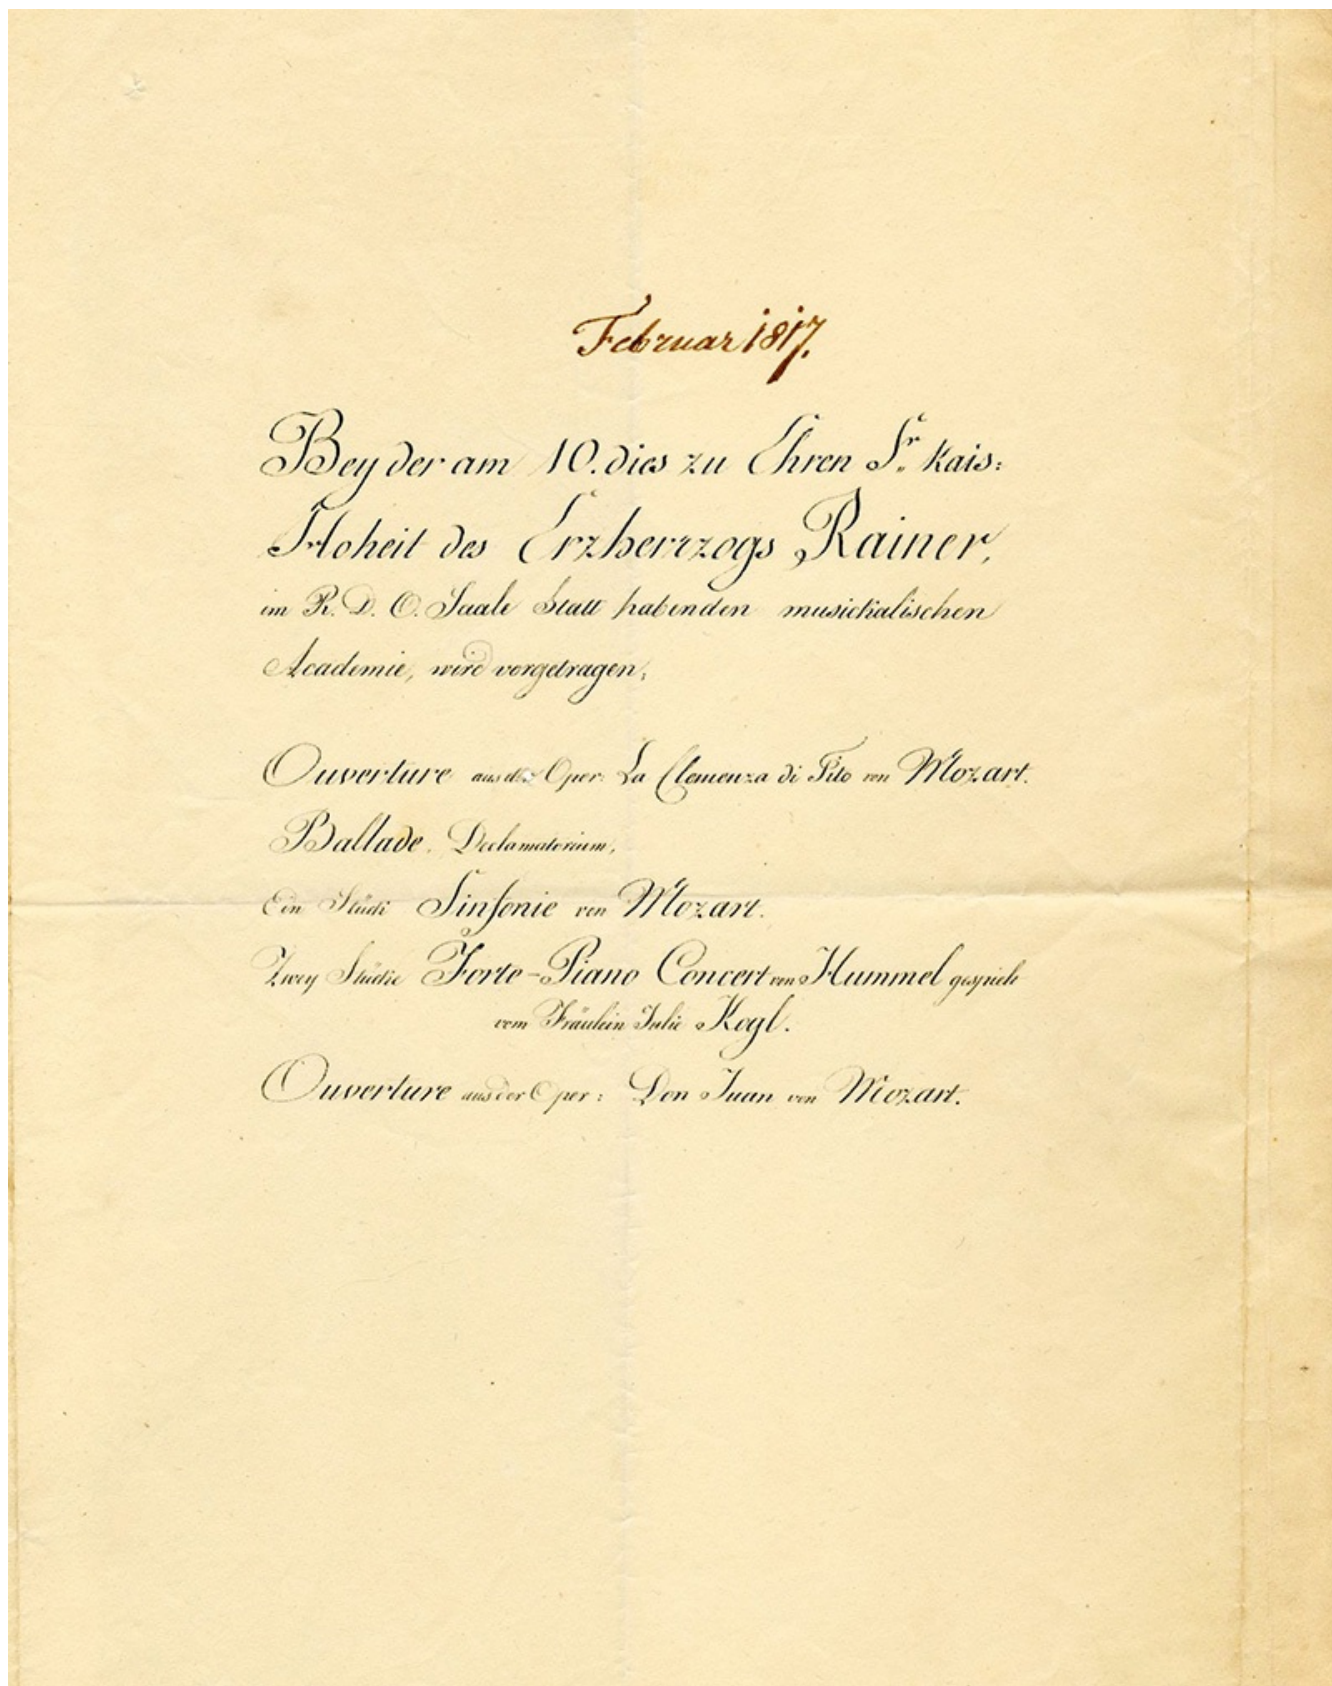 Februar 1817.
Bey der am 10. dies zu Ehren Sr. kais:
Hoheit des Erzherzogs Rainer,
im R. D. O. Saale Statt habenden musickalischen
Academie, wird vorgetragen;
Ouverture aus der Oper: La Clemenza di Tito von Mozart.
Ballade. Declamatorium,
Ein Stück Sinfonie von Mozart.
Zwey Stücke Forte-Piano Concert von Hummel gespielt
vom Fräulein Julie Kogl.
Ouverture aus der Oper: Don Juan von Mozart.